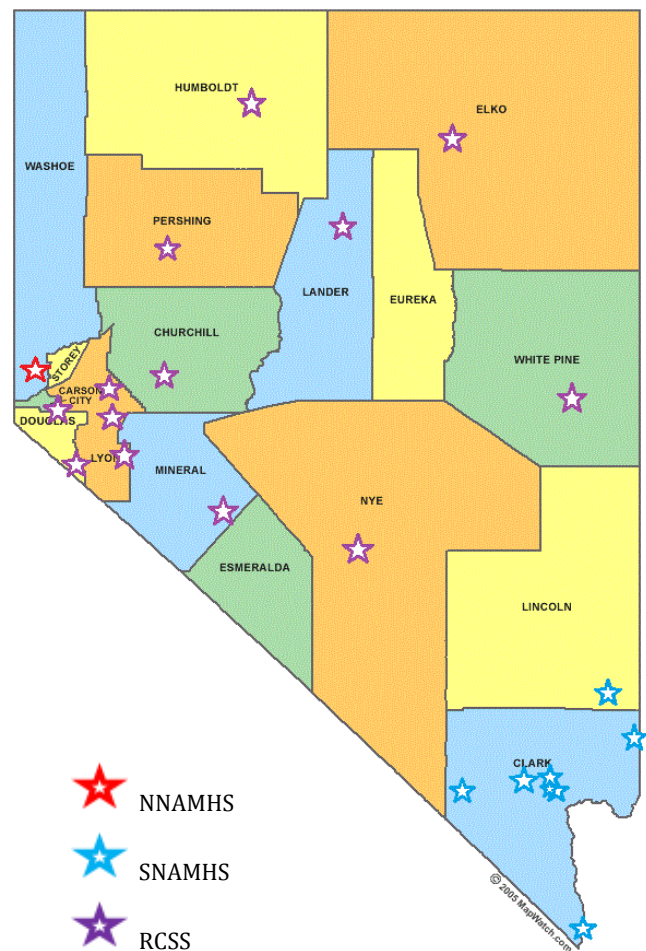 HUMBOLDT
ELKO
WASHOE
PERSHING
LANDER
EUREKA
CHURCHILL
WHITE PINE
STOREY
CARSON
CITY
DOUGLAS
LYON
MINERAL
NYE
ESMERALDA
LINCOLN
CLARK
NNAMHS
SNAMHS
RCSS
© 2005 MapWatch.com